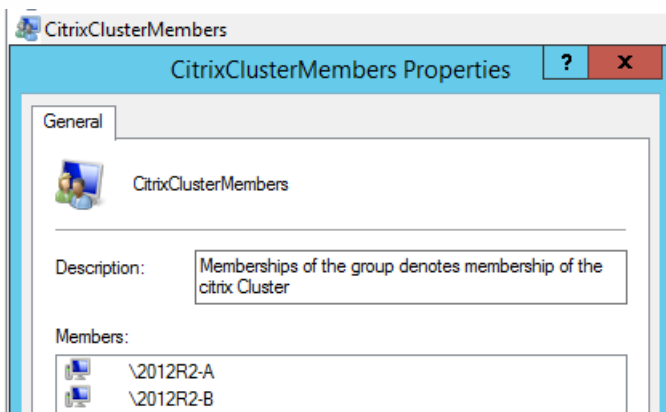 CitrixClusterMembers
CitrixClusterMembers Properties
? x
General
CitrixClusterMembers
Description:
Memberships of the group denotes membership of the
citrix Cluster
Members:
\2012R2-A
\2012R2-B